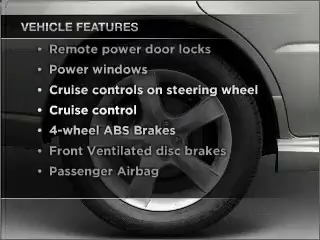 VEHICLE FEATURES
• Remote power door locks
• Power windows
• Cruise controls on steering wheel
• Cruise control
• 4-wheel ABS Brakes
• Front Ventilated disc brakes
• Passenger Airbag